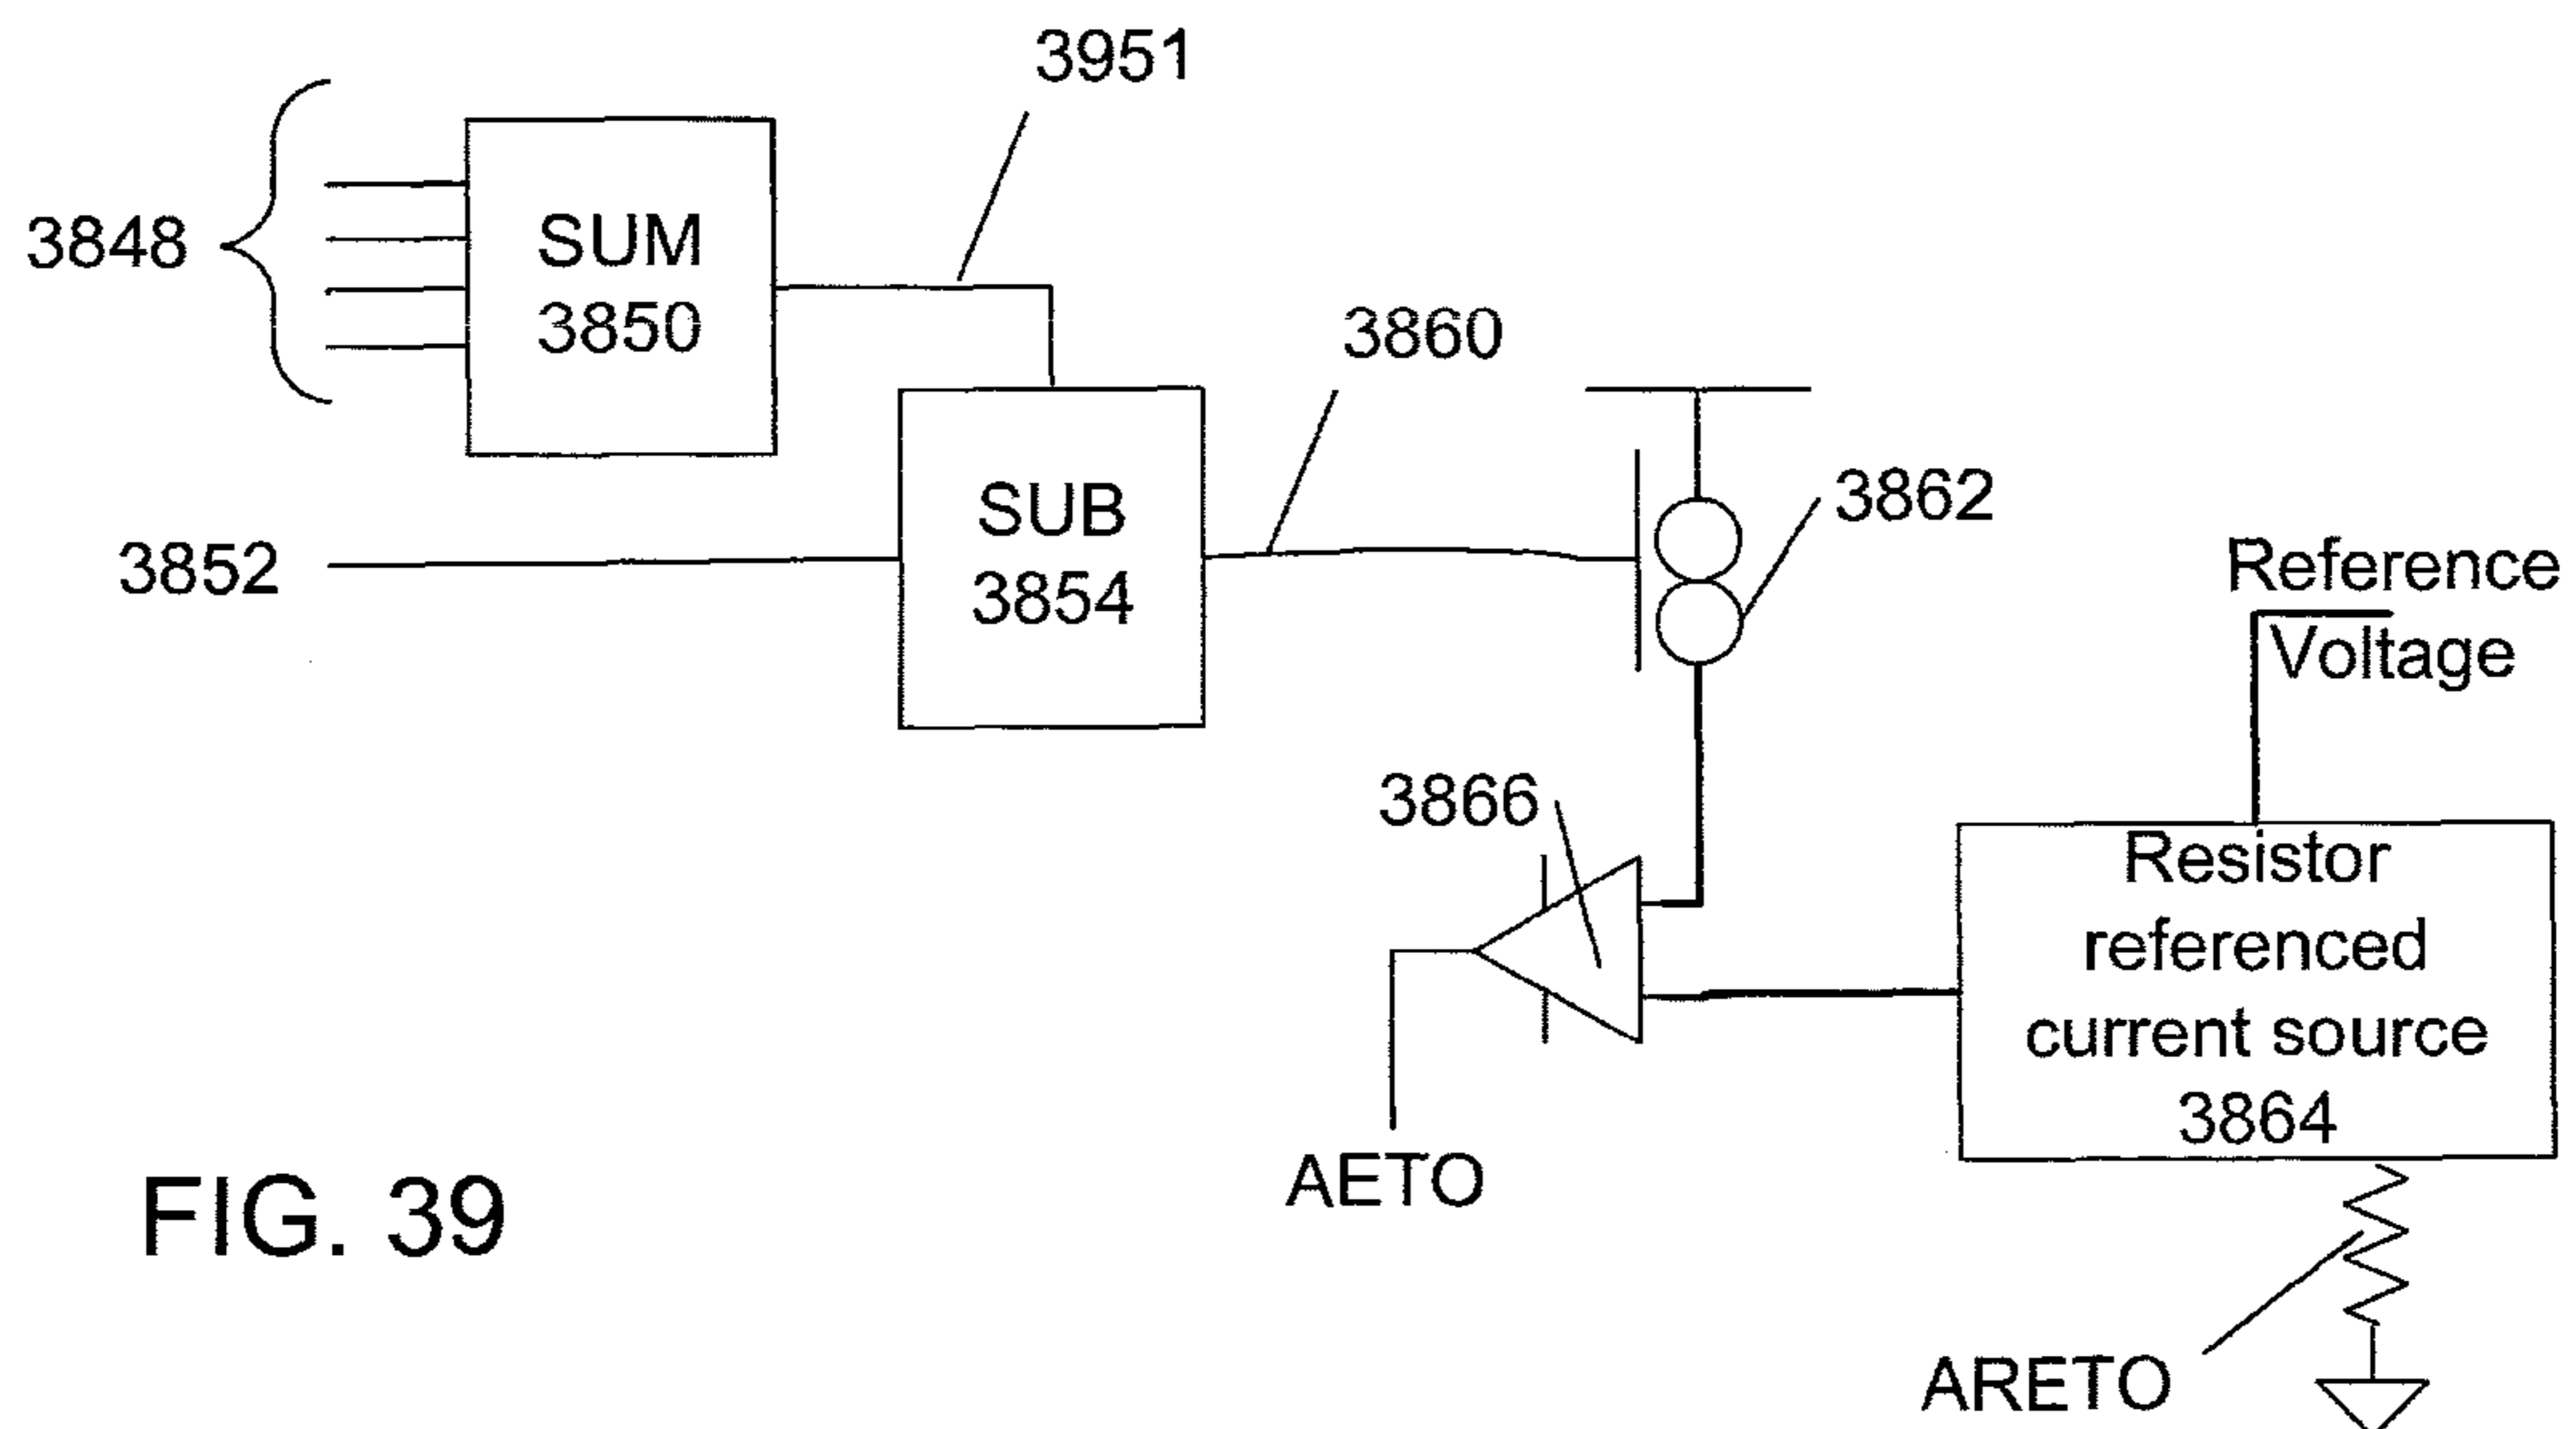 3951
3848
SUM
3850
3860
3862
SUB
3854
3852
Reference
Voltage
3866
Resistor
referenced
current source
3864
AETO
FIG. 39
ARETO